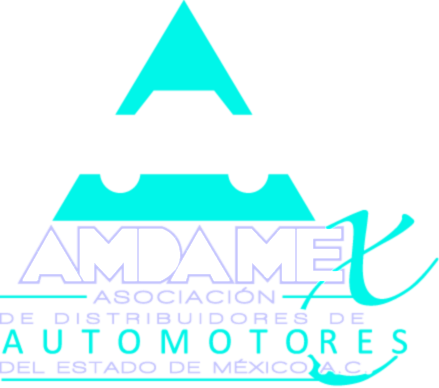 AMDAMEX
ASOCIACIÓN
DE DISTRIBUIDORES DE
AUTOMOTORES
DEL ESTADO DE MÉXICO, A.C.